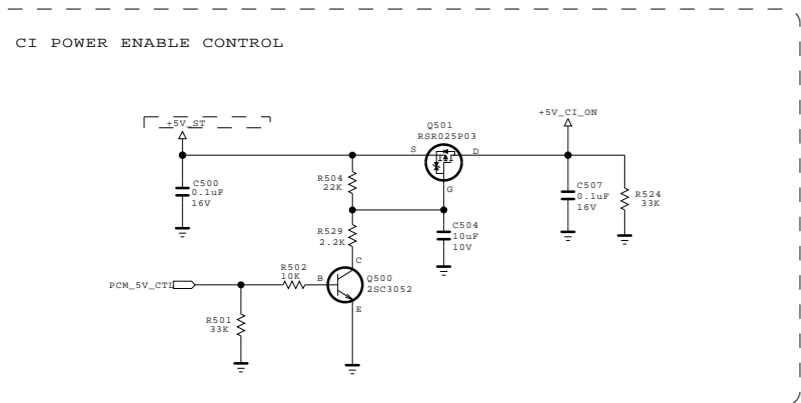 CI POWER ENABLE CONTROL
+5V_ST
+5V_CI_ON
Q501
RSR025P03
S
D
G
C500
0.1uF
16V
R504
22K
C507
0.1uF
16V
R524
33K
R529
2.2K
C504
10uF
10V
C
Q500
2SC3052
B
E
PCM_5V_CTL
R502
10K
R501
33K